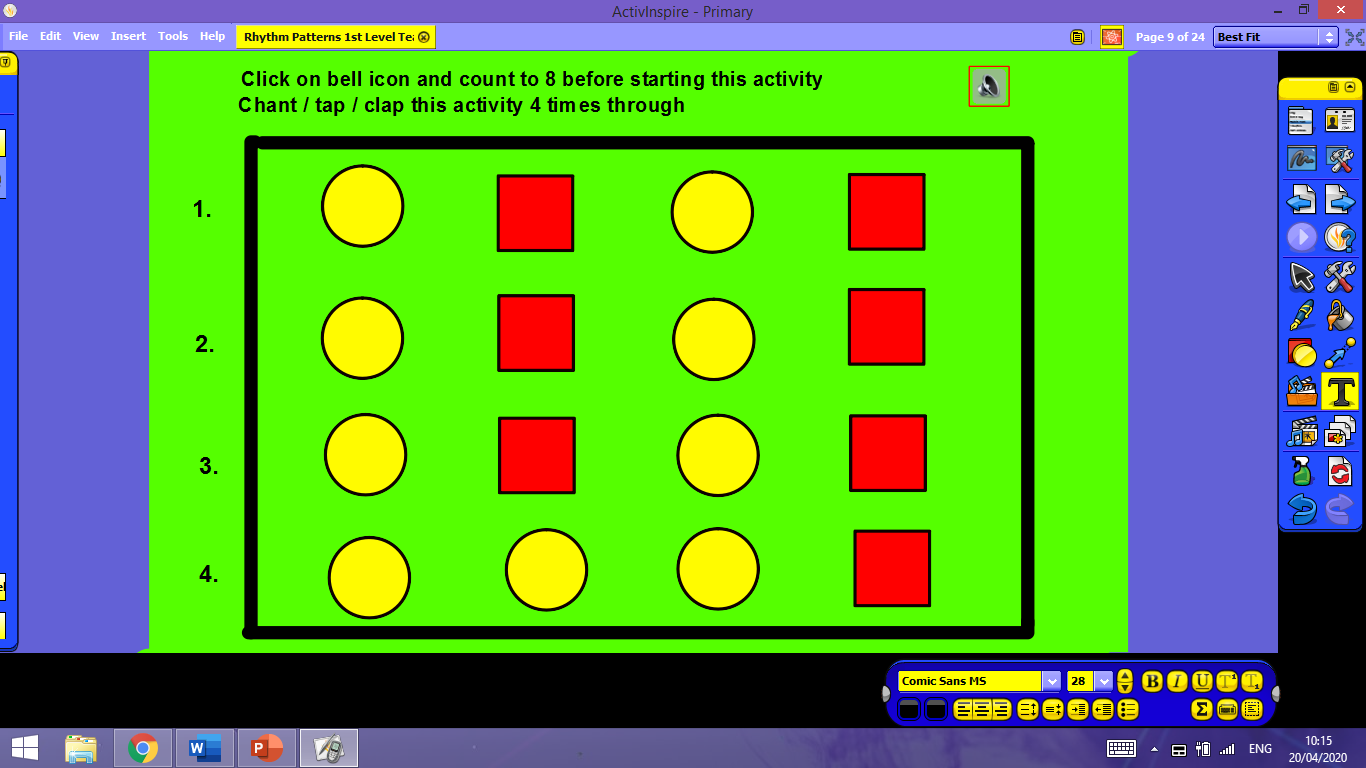 ActivInspire - Primary
File Edit View Insert Tools Help
Rhythm Patterns 1st Level Te
Page 9 of 24
Best Fit
Click on bell icon and count to 8 before starting this activity
Chant / tap / clap this activity 4 times through
1.
2.
3.
4.
Comic Sans MS
28
B I U T¹ T₁
Σ
ENG
10:15
20/04/2020